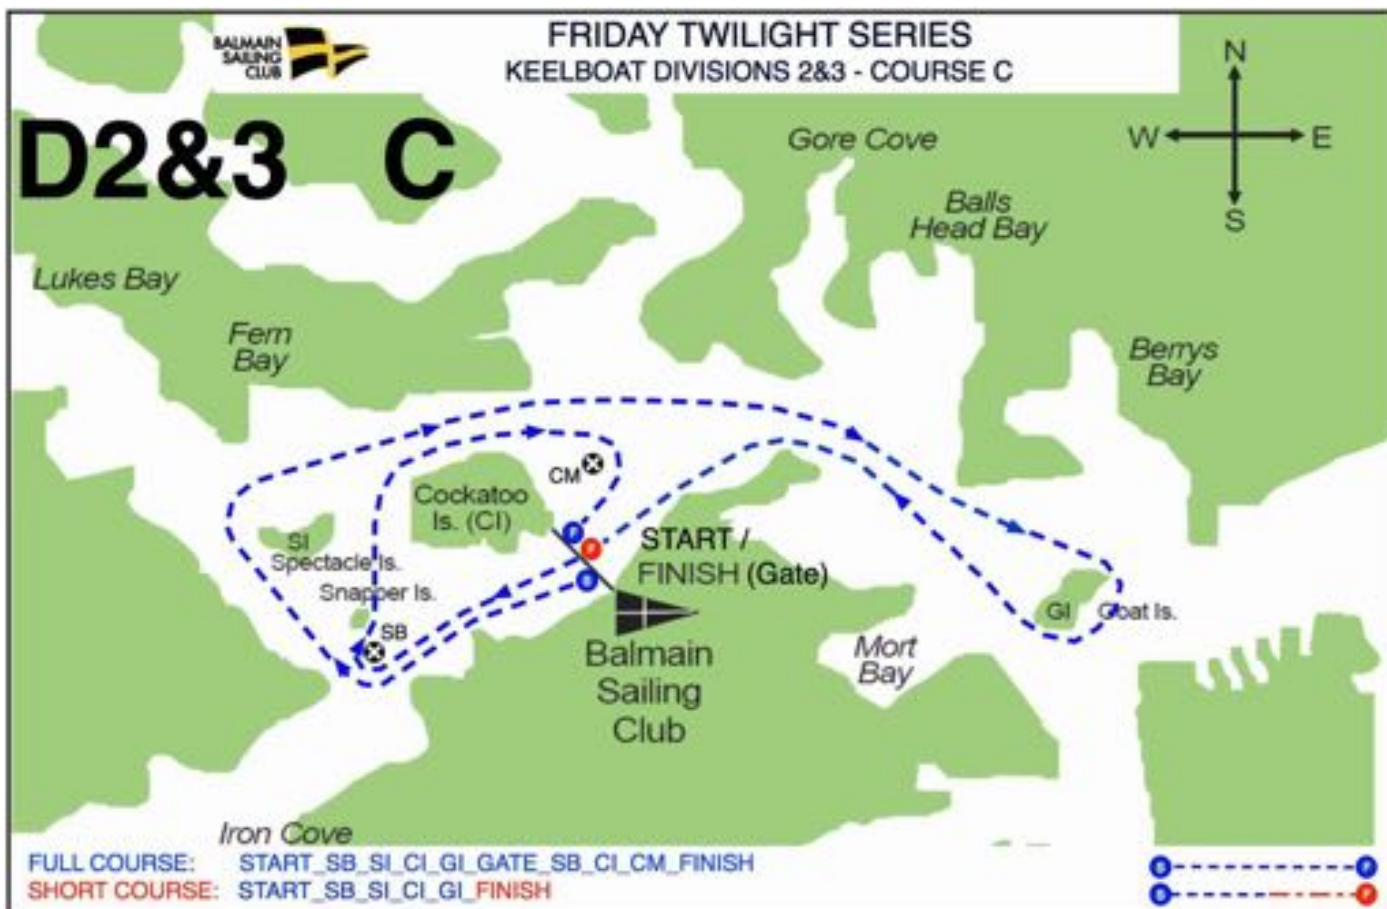 BALMAIN
SAILING
CLUB
FRIDAY TWILIGHT SERIES
KEELBOAT DIVISIONS 2&3 - COURSE C
D2&3 C
N
W E
S
Gore Cove
Balls
Head Bay
Lukes Bay
Fern
Bay
Berrys
Bay
CM
Cockatoo
Is. (CI)
SI
Spectacle Is.
Snapper Is.
SB
START /
FINISH (Gate)
GI
Goat Is.
Balmain
Sailing
Club
Mort
Bay
Iron Cove
FULL COURSE: START_SB_SI_CI_GI_GATE_SB_CI_CM_FINISH
SHORT COURSE: START_SB_SI_CI_GI_FINISH